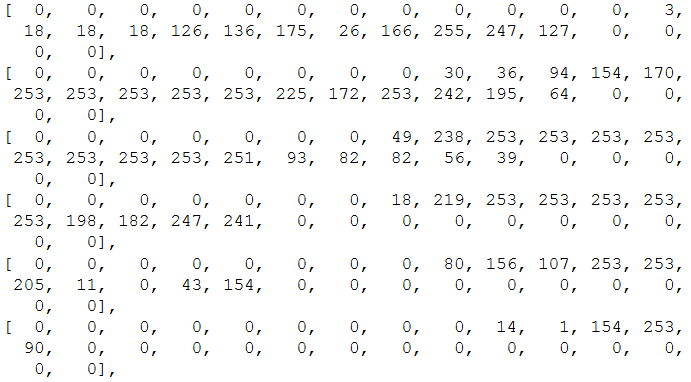 [  0,   0,   0,   0,   0,   0,   0,   0,   0,   0,   0,   0,   3,
  18,  18,  18, 126, 136, 175,  26, 166, 255, 247, 127,   0,   0,
   0,   0],
[  0,   0,   0,   0,   0,   0,   0,   0,  30,  36,  94, 154, 170,
 253, 253, 253, 253, 253, 225, 172, 253, 242, 195,  64,   0,   0,
   0,   0],
[  0,   0,   0,   0,   0,   0,   0,  49, 238, 253, 253, 253, 253,
 253, 253, 253, 253, 251,  93,  82,  82,  56,  39,   0,   0,   0,
   0,   0],
[  0,   0,   0,   0,   0,   0,   0,  18, 219, 253, 253, 253, 253,
 253, 198, 182, 247, 241,   0,   0,   0,   0,   0,   0,   0,   0,
   0,   0],
[  0,   0,   0,   0,   0,   0,   0,   0,  80, 156, 107, 253, 253,
 205,  11,   0,  43, 154,   0,   0,   0,   0,   0,   0,   0,   0,
   0,   0],
[  0,   0,   0,   0,   0,   0,   0,   0,   0,  14,   1, 154, 253,
  90,   0,   0,   0,   0,   0,   0,   0,   0,   0,   0,   0,   0,
   0,   0],